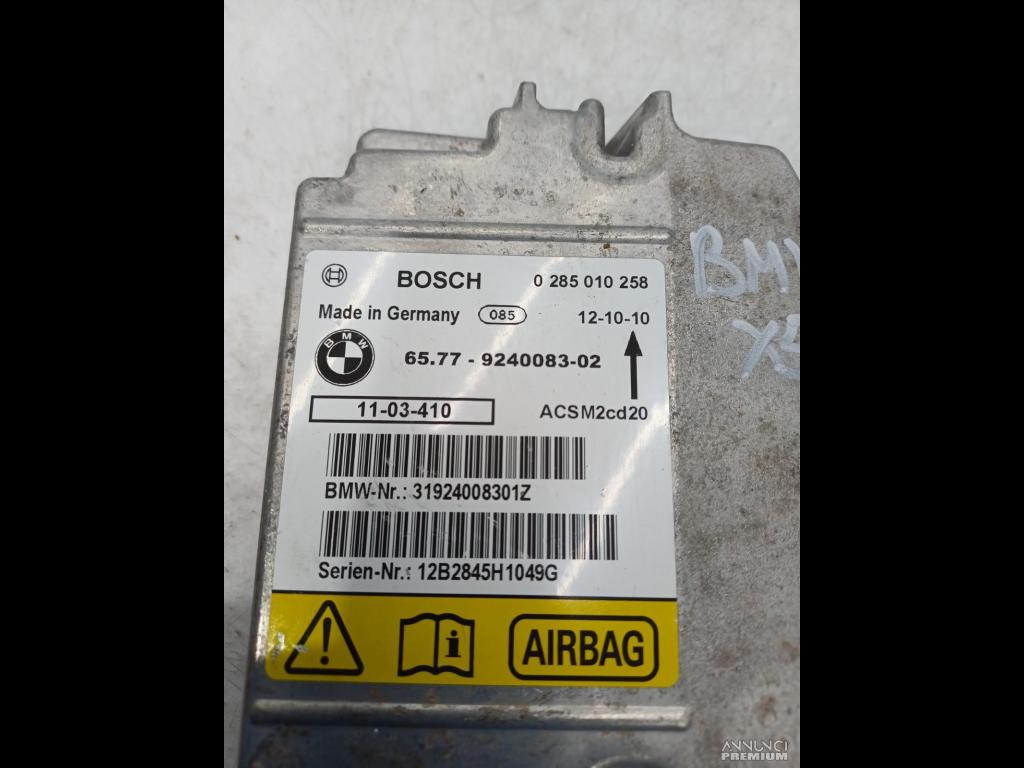 BOSCH 0 285 010 258
Made in Germany 085 12-10-10
BMW 65.77 - 9240083-02
11-03-410 ACSM2cd20
BMW-Nr.: 31924008301Z
Serien-Nr.: 12B2845H1049G
AIRBAG
BMW
X5
ANNUNCI
PREMIUM